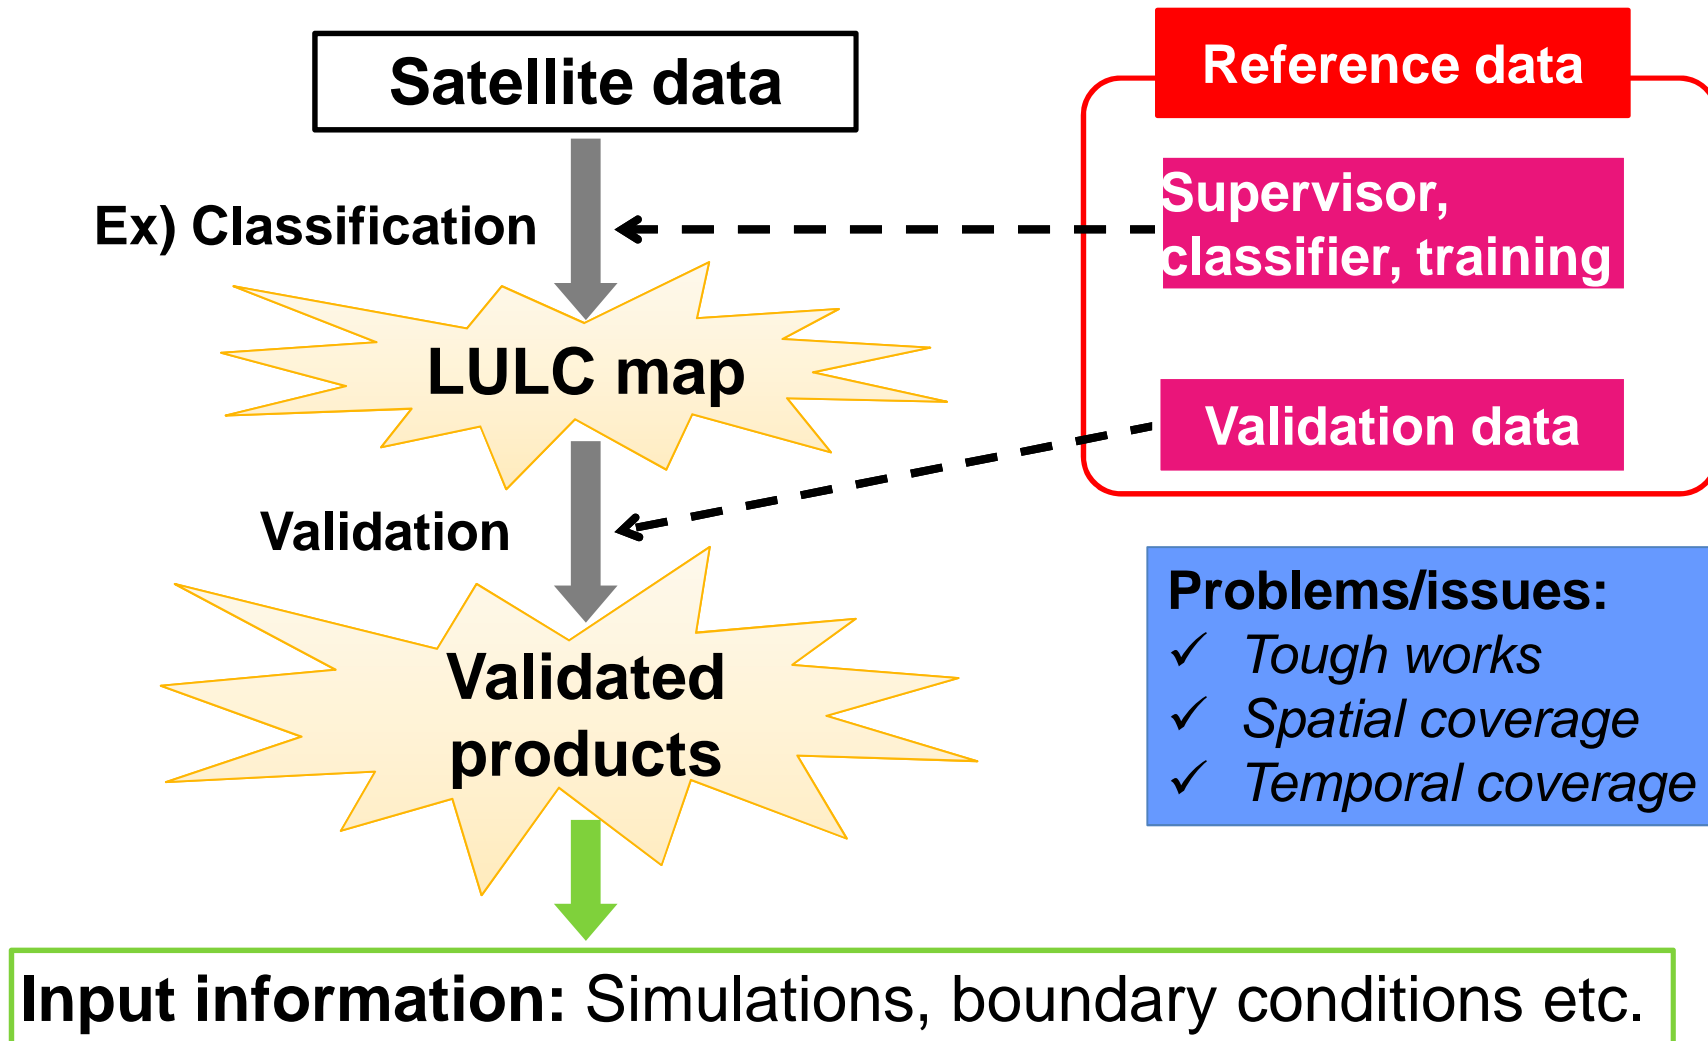 Satellite data
Ex) Classification
LULC map
Validation
Validated
products
Input information: Simulations, boundary conditions etc.
Reference data
Supervisor,
classifier, training
Validation data
Problems/issues:
✓ Tough works
✓ Spatial coverage
✓ Temporal coverage